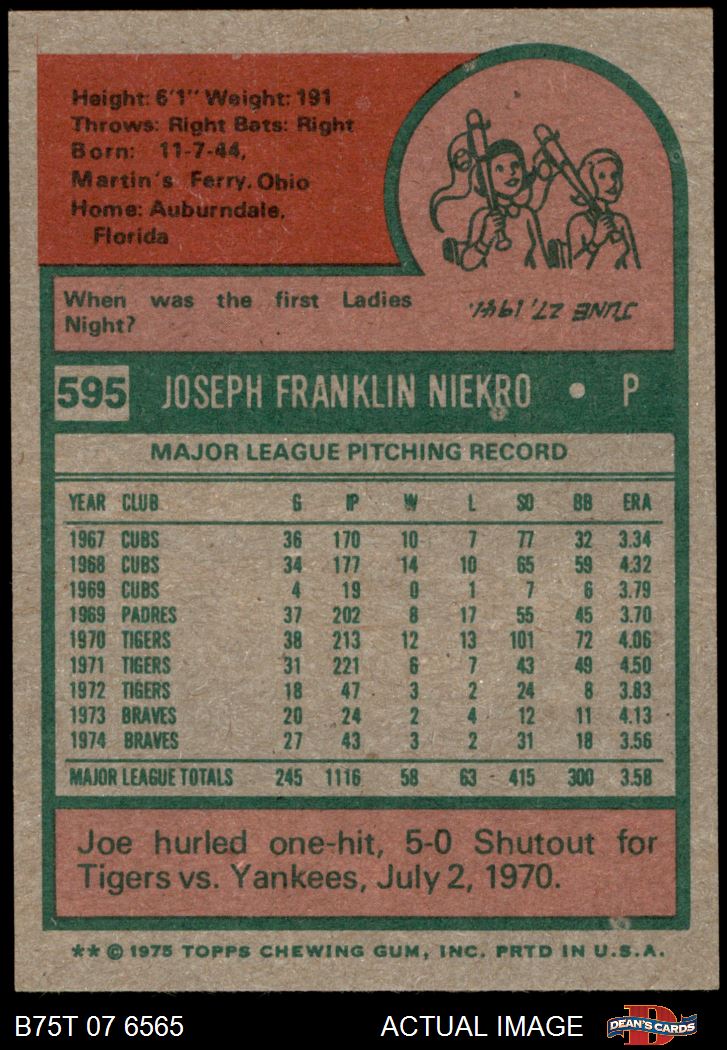 Height: 6'1" Weight: 191
Throws: Right Bats: Right
Born: 11-7-44,
Martin's Ferry, Ohio
Home: Auburndale,
Florida
When was the first Ladies
Night?
JUNE 27, 1941.
595 JOSEPH FRANKLIN NIEKRO • P
MAJOR LEAGUE PITCHING RECORD
YEAR CLUB G IP W L SO BB ERA
1967 CUBS 36 170 10 7 77 32 3.34
1968 CUBS 34 177 14 10 65 59 4.32
1969 CUBS 4 19 0 1 7 6 3.79
1969 PADRES 37 202 8 17 55 45 3.70
1970 TIGERS 38 213 12 13 101 72 4.06
1971 TIGERS 31 221 6 7 43 49 4.50
1972 TIGERS 18 47 3 2 24 8 3.83
1973 BRAVES 20 24 2 4 12 11 4.13
1974 BRAVES 27 43 3 2 31 18 3.56
MAJOR LEAGUE TOTALS 245 1116 58 63 415 300 3.58
Joe hurled one-hit, 5-0 Shutout for
Tigers vs. Yankees, July 2, 1970.
** © 1975 TOPPS CHEWING GUM, INC. PRTD IN U.S.A.
B75T 07 6565 ACTUAL IMAGE DEAN'S CARDS